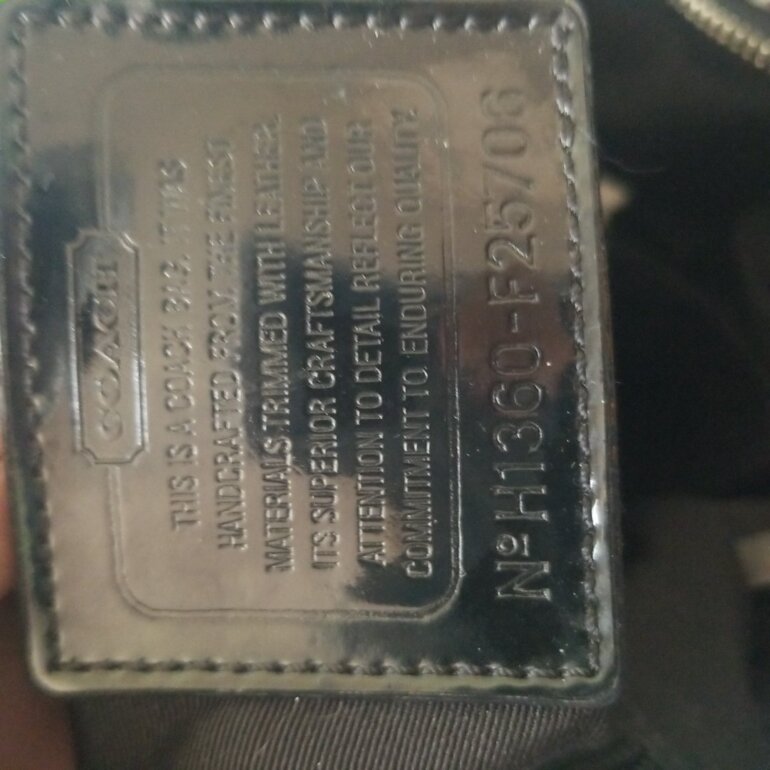 COACH
THIS IS A COACH BAG. IT WAS
HANDCRAFTED FROM THE FINEST
MATERIALS TRIMMED WITH LEATHER.
ITS SUPERIOR CRAFTSMANSHIP AND
ATTENTION TO DETAIL REFLECT OUR
COMMITMENT TO ENDURING QUALITY.
Nº H1360-F25706